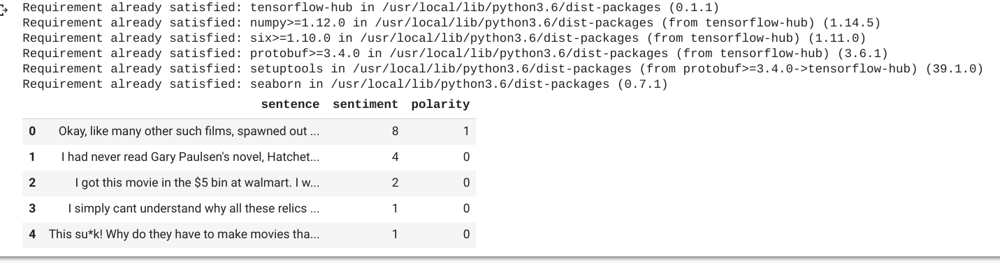 Requirement already satisfied: tensorflow-hub in /usr/local/lib/python3.6/dist-packages (0.1.1)
Requirement already satisfied: numpy>=1.12.0 in /usr/local/lib/python3.6/dist-packages (from tensorflow-hub) (1.14.5)
Requirement already satisfied: six>=1.10.0 in /usr/local/lib/python3.6/dist-packages (from tensorflow-hub) (1.11.0)
Requirement already satisfied: protobuf>=3.4.0 in /usr/local/lib/python3.6/dist-packages (from tensorflow-hub) (3.6.1)
Requirement already satisfied: setuptools in /usr/local/lib/python3.6/dist-packages (from protobuf>=3.4.0->tensorflow-hub) (39.1.0)
Requirement already satisfied: seaborn in /usr/local/lib/python3.6/dist-packages (0.7.1)
sentence sentiment polarity
0 Okay, like many other such films, spawned out ... 8 1
1 I had never read Gary Paulsen's novel, Hatchet... 4 0
2 I got this movie in the $5 bin at walmart. I w... 2 0
3 I simply cant understand why all these relics ... 1 0
4 This su*k! Why do they have to make movies tha... 1 0